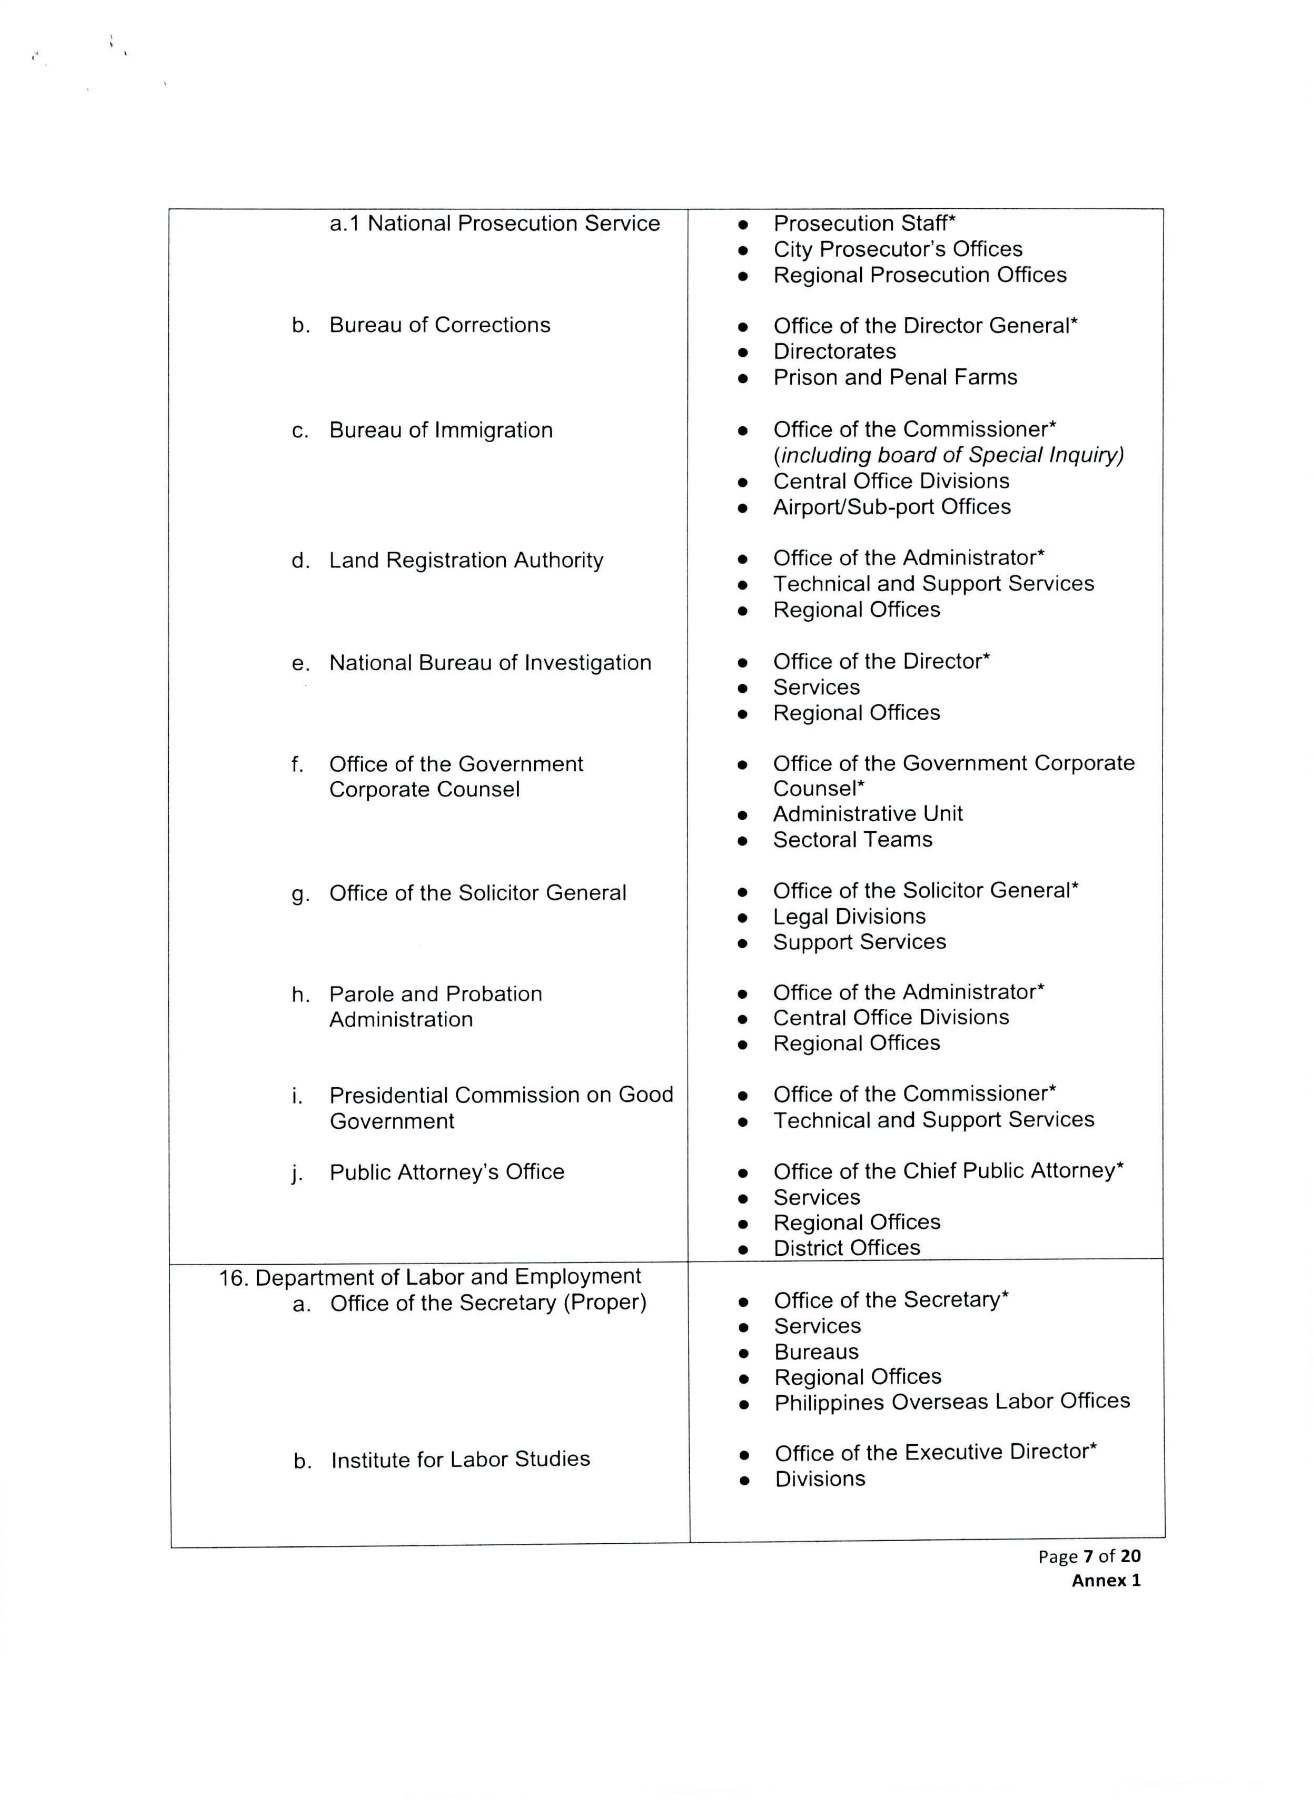 a.1 National Prosecution Service
• Prosecution Staff*
• City Prosecutor's Offices
• Regional Prosecution Offices
b. Bureau of Corrections
• Office of the Director General*
• Directorates
• Prison and Penal Farms
c. Bureau of Immigration
• Office of the Commissioner*
(including board of Special Inquiry)
• Central Office Divisions
• Airport/Sub-port Offices
d. Land Registration Authority
• Office of the Administrator*
• Technical and Support Services
• Regional Offices
e. National Bureau of Investigation
• Office of the Director*
• Services
• Regional Offices
f. Office of the Government
Corporate Counsel
• Office of the Government Corporate
Counsel*
• Administrative Unit
• Sectoral Teams
g. Office of the Solicitor General
• Office of the Solicitor General*
• Legal Divisions
• Support Services
h. Parole and Probation
Administration
• Office of the Administrator*
• Central Office Divisions
• Regional Offices
i. Presidential Commission on Good
Government
• Office of the Commissioner*
• Technical and Support Services
j. Public Attorney's Office
• Office of the Chief Public Attorney*
• Services
• Regional Offices
• District Offices
16. Department of Labor and Employment
a. Office of the Secretary (Proper)
• Office of the Secretary*
• Services
• Bureaus
• Regional Offices
• Philippines Overseas Labor Offices
b. Institute for Labor Studies
• Office of the Executive Director*
• Divisions
Page 7 of 20
Annex 1